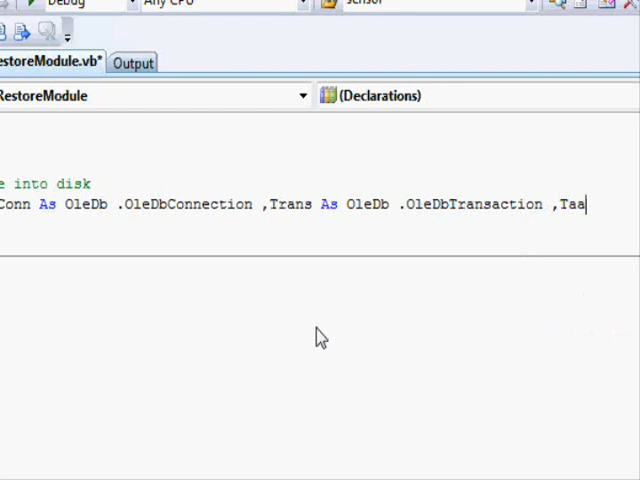 Debug Any CPU sensor
estoreModule.vb* Output
RestoreModule (Declarations)
e into disk
Conn As OleDb .OleDbConnection ,Trans As OleDb .OleDbTransaction ,Taa